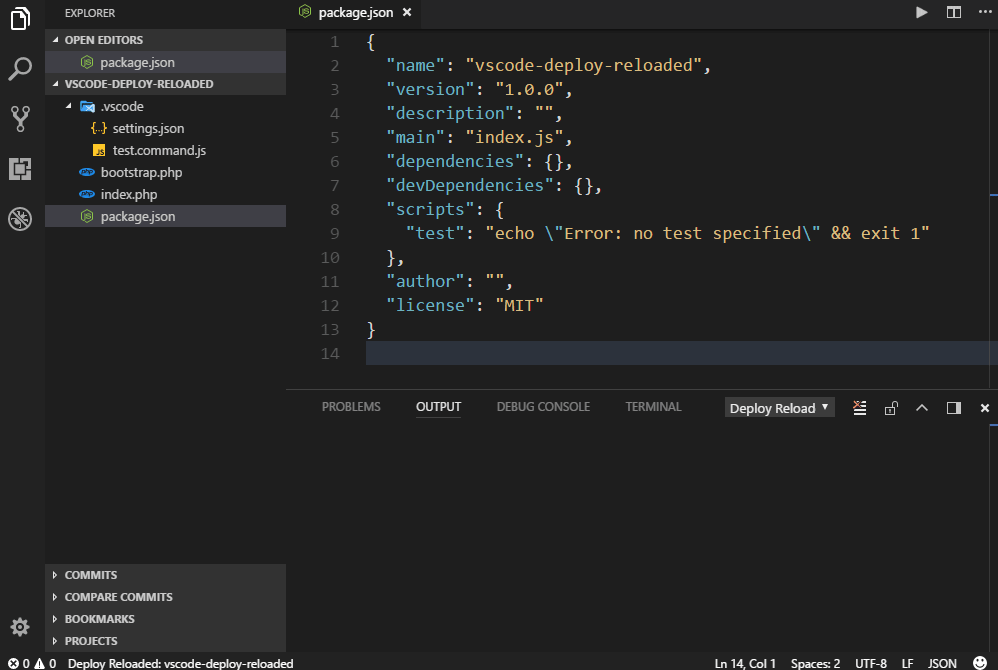 EXPLORER
OPEN EDITORS
package.json
VSCODE-DEPLOY-RELOADED
.vscode
{..} settings.json
JS test.command.js
php bootstrap.php
php index.php
package.json
COMMITS
COMPARE COMMITS
BOOKMARKS
PROJECTS
package.json ×
1 {
2 "name": "vscode-deploy-reloaded",
3 "version": "1.0.0",
4 "description": "",
5 "main": "index.js",
6 "dependencies": {},
7 "devDependencies": {},
8 "scripts": {
9 "test": "echo \"Error: no test specified\" && exit 1"
10 },
11 "author": "",
12 "license": "MIT"
13 }
14
PROBLEMS OUTPUT DEBUG CONSOLE TERMINAL Deploy Reload
0 0 Deploy Reloaded: vscode-deploy-reloaded Ln 14, Col 1 Spaces: 2 UTF-8 LF JSON